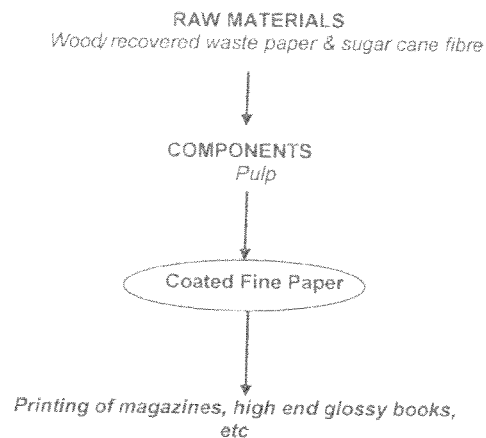 RAW MATERIALS
Wood/recovered waste paper & sugar cane fibre
COMPONENTS
Pulp
Coated Fine Paper
Printing of magazines, high end glossy books,
etc